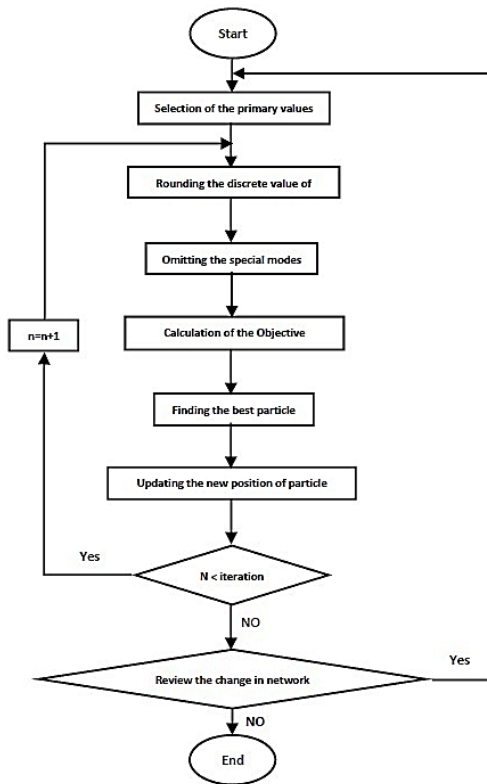 Start
Selection of the primary values
Rounding the discrete value of
Omitting the special modes
n=n+1
Calculation of the Objective
Finding the best particle
Updating the new position of particle
Yes
N < iteration
NO
Review the change in network
Yes
NO
End